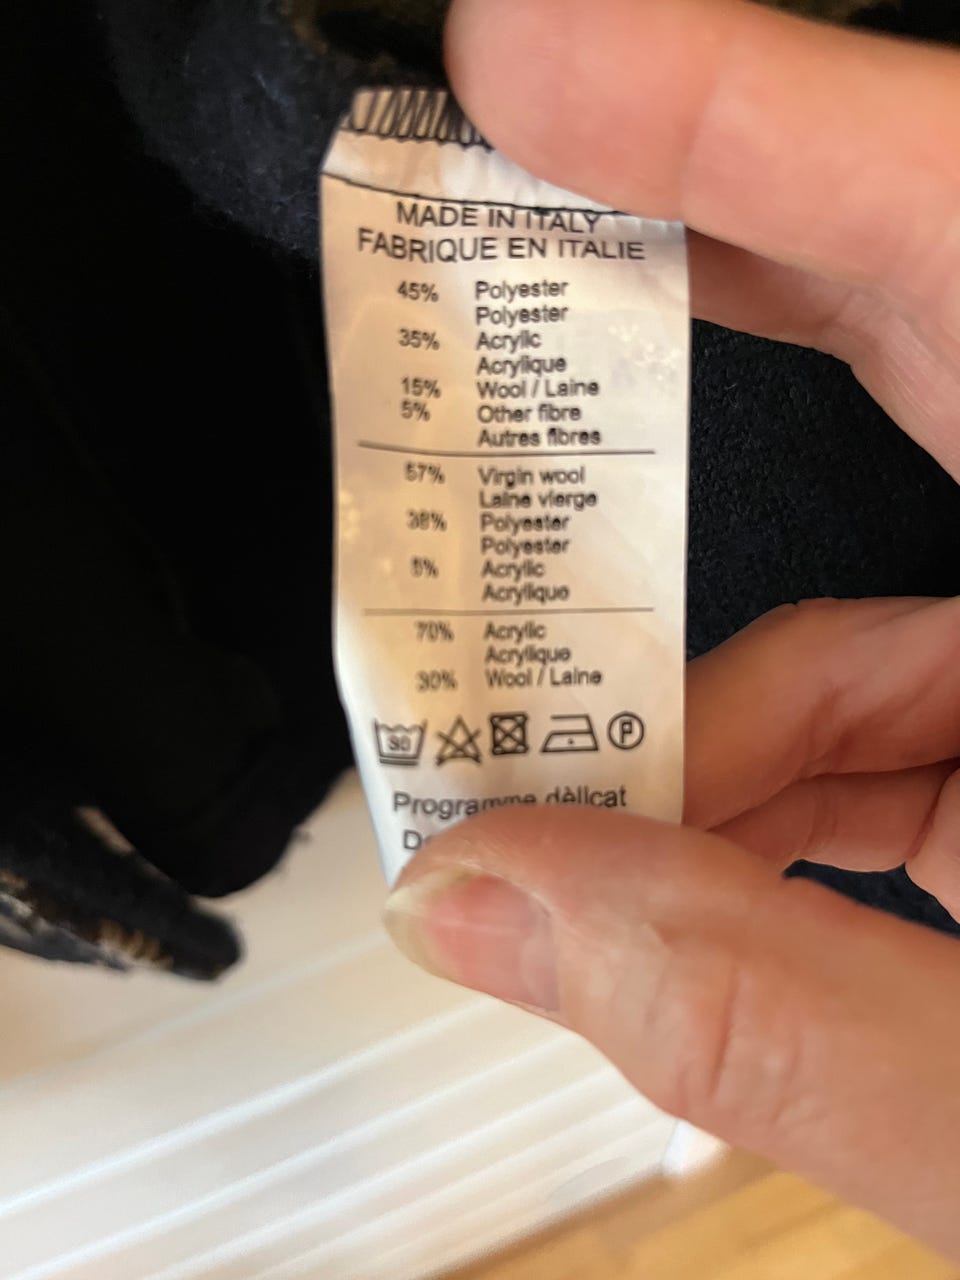 MADE IN ITALY
FABRIQUE EN ITALIE
45% Polyester
Polyester
35% Acrylic
Acrylique
15% Wool / Laine
5% Other fibre
Autres fibres
57% Virgin wool
Laine vierge
38% Polyester
Polyester
5% Acrylic
Acrylique
70% Acrylic
Acrylique
30% Wool / Laine
30 P
Programme dèlicat